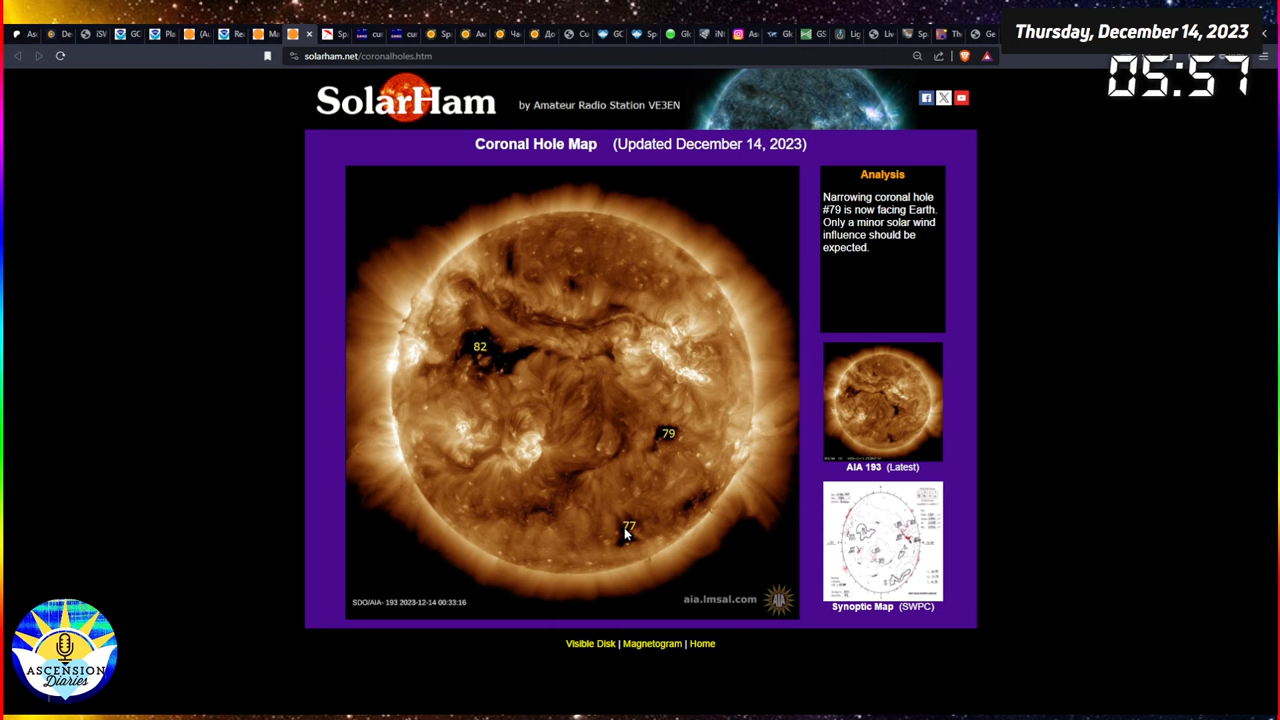 Thursday, December 14, 2023
05:57
solarham.net/coronalholes.htm
SolarHam
by Amateur Radio Station VE3EN
Coronal Hole Map (Updated December 14, 2023)
Analysis
Narrowing coronal hole
#79 is now facing Earth.
Only a minor solar wind
influence should be
expected.
82
79
77
SDO/AIA- 193 2023-12-14 00:33:16
aia.lmsal.com
AIA
AIA 193 (Latest)
Synoptic Map (SWPC)
Visible Disk | Magnetogram | Home
ASCENSION
Diaries